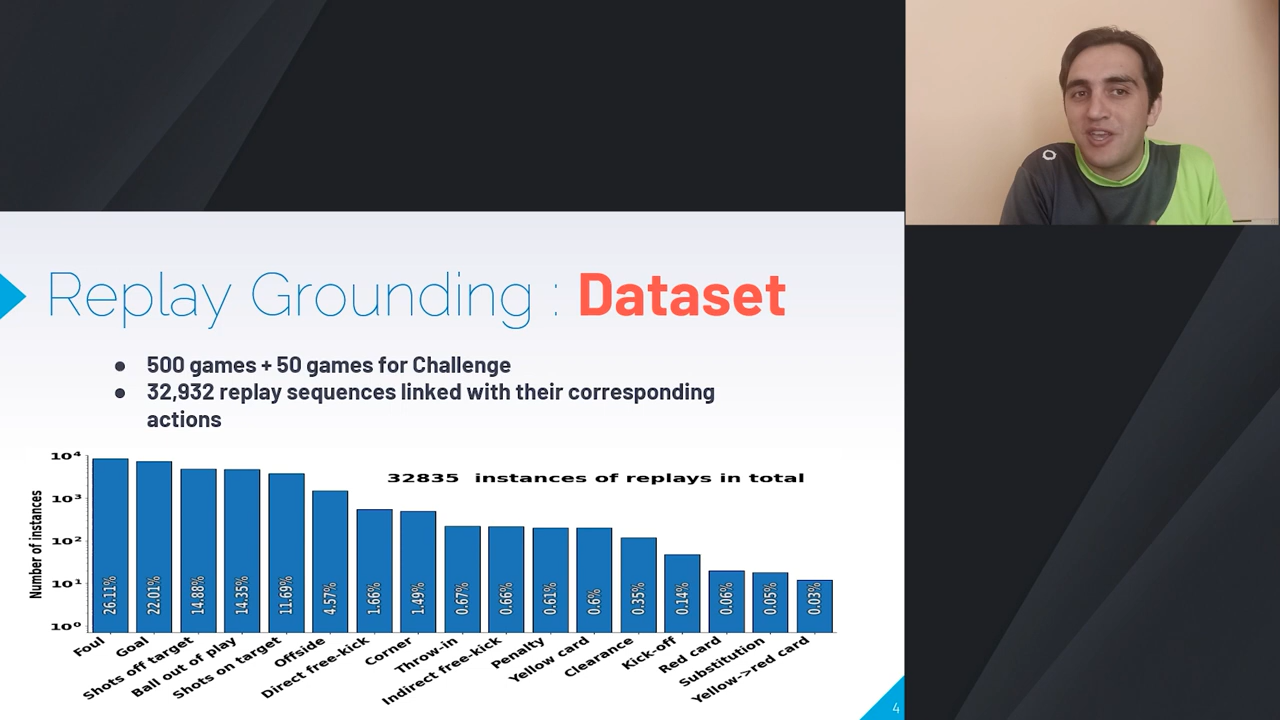 Replay Grounding : Dataset
● 500 games + 50 games for Challenge
● 32,932 replay sequences linked with their corresponding
actions
32835 instances of replays in total
Number of instances
10⁴
10³
10²
10¹
10⁰
26.11%
22.01%
14.88%
14.35%
11.69%
4.57%
1.66%
1.49%
0.67%
0.66%
0.61%
0.6%
0.35%
0.14%
0.06%
0.05%
0.03%
Foul
Goal
Shots off target
Ball out of play
Shots on target
Offside
Direct free-kick
Corner
Throw-in
Indirect free-kick
Penalty
Yellow card
Clearance
Kick-off
Red card
Substitution
Yellow->red card
4